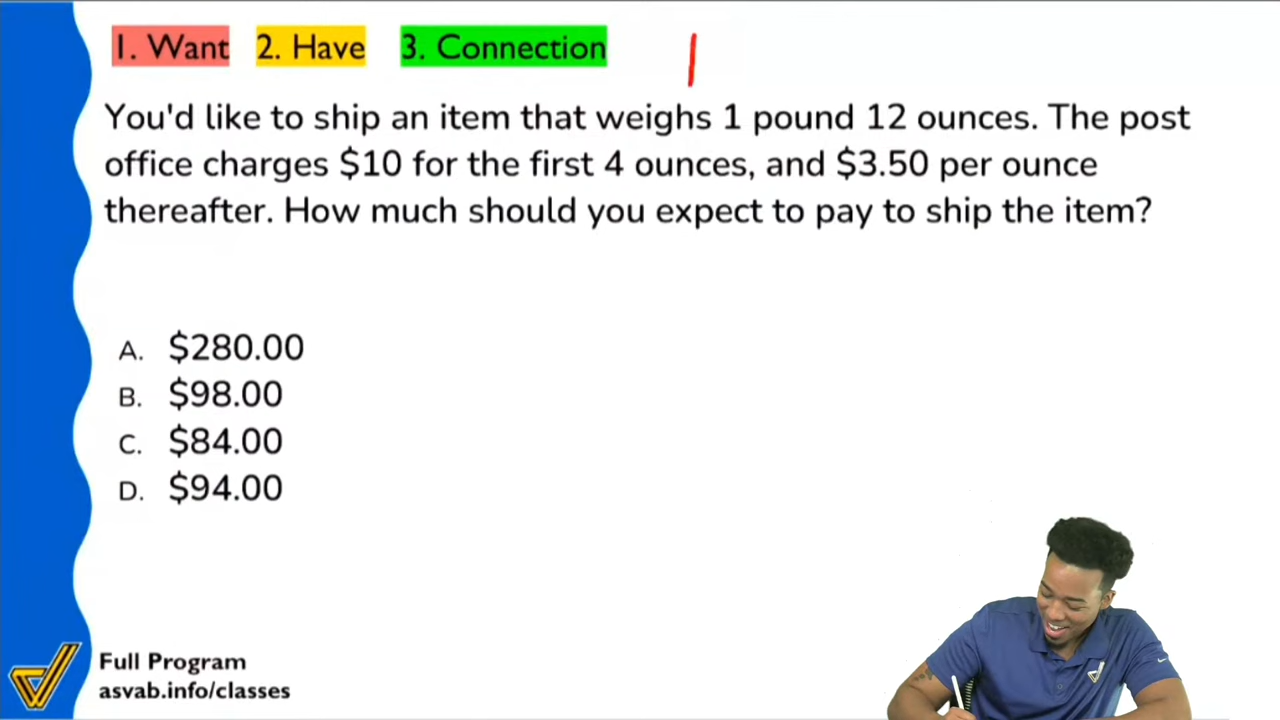 1. Want 2. Have 3. Connection
You'd like to ship an item that weighs 1 pound 12 ounces. The post
office charges $10 for the first 4 ounces, and $3.50 per ounce
thereafter. How much should you expect to pay to ship the item?
A. $280.00
B. $98.00
C. $84.00
D. $94.00
Full Program
asvab.info/classes